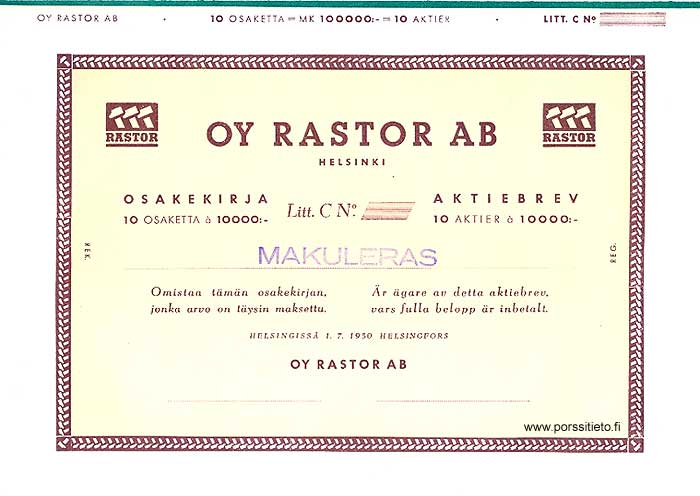 OY RASTOR AB · 10 OSAKETTA = MK 100000:- = 10 AKTIER · LITT. C Nº
RASTOR
RASTOR
OY RASTOR AB
HELSINKI
OSAKEKIRJA
10 OSAKETTA à 10000:-
Litt. C Nº
AKTIEBREV
10 AKTIER à 10000:-
REK.
REG.
MAKULERAS
Omistaa tämän osakekirjan,
jonka arvo on täysin maksettu.
Är ägare av detta aktiebrev,
vars fulla belopp är inbetalt.
HELSINGISSÄ 1. 7. 1950 HELSINGFORS
OY RASTOR AB
www.porssitieto.fi